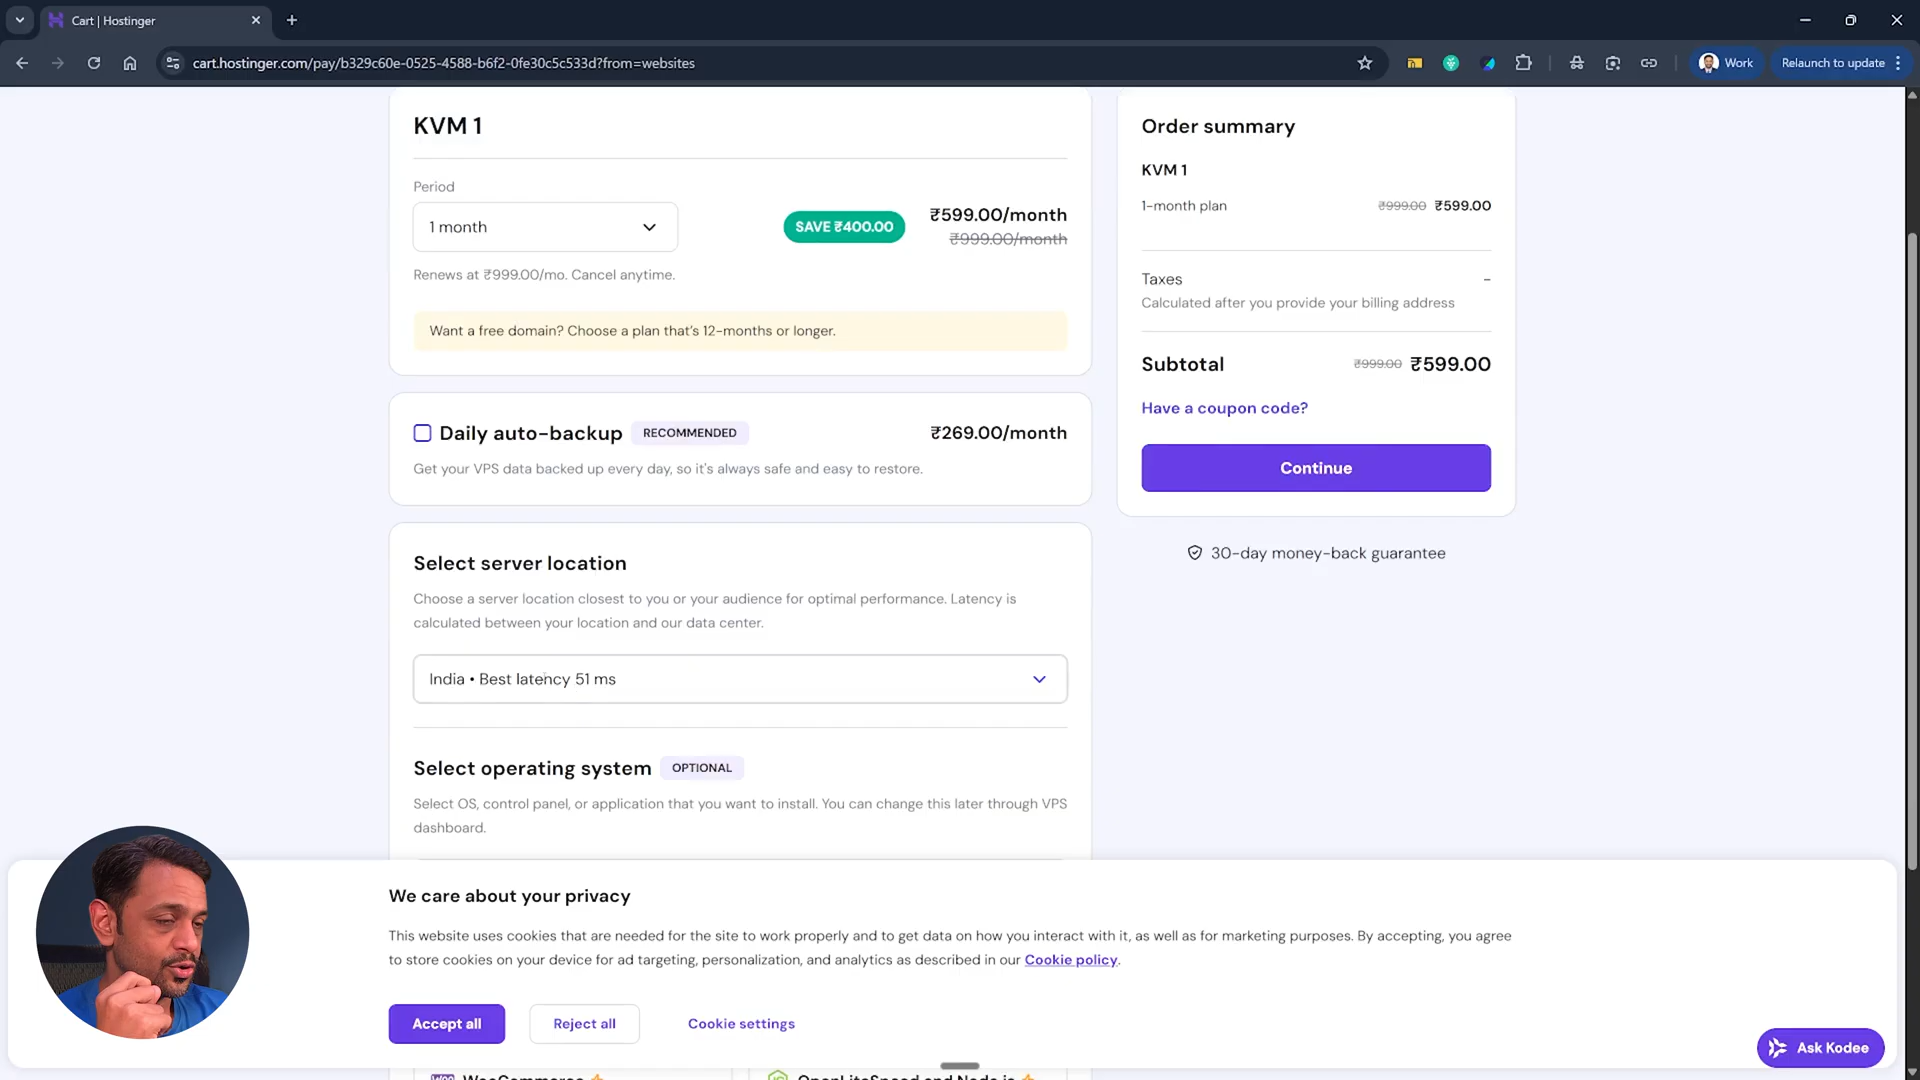 Cart | Hostinger
cart.hostinger.com/pay/b329c60e-0525-4588-b6f2-0fe30c5c533d?from=websites
Work
Relaunch to update
KVM 1
Period
1 month
SAVE ₹400.00
₹599.00/month
₹999.00/month
Renews at ₹999.00/mo. Cancel anytime.
Want a free domain? Choose a plan that's 12-months or longer.
Daily auto-backup RECOMMENDED ₹269.00/month
Get your VPS data backed up every day, so it's always safe and easy to restore.
Select server location
Choose a server location closest to you or your audience for optimal performance. Latency is
calculated between your location and our data center.
India • Best latency 51 ms
Select operating system OPTIONAL
Select OS, control panel, or application that you want to install. You can change this later through VPS
dashboard.
Order summary
KVM 1
1-month plan ₹999.00 ₹599.00
Taxes -
Calculated after you provide your billing address
Subtotal ₹999.00 ₹599.00
Have a coupon code?
Continue
30-day money-back guarantee
We care about your privacy
This website uses cookies that are needed for the site to work properly and to get data on how you interact with it, as well as for marketing purposes. By accepting, you agree
to store cookies on your device for ad targeting, personalization, and analytics as described in our Cookie policy.
Accept all
Reject all
Cookie settings
Ask Kodee
WooCommerce
OpenLiteSpeed and Node.js